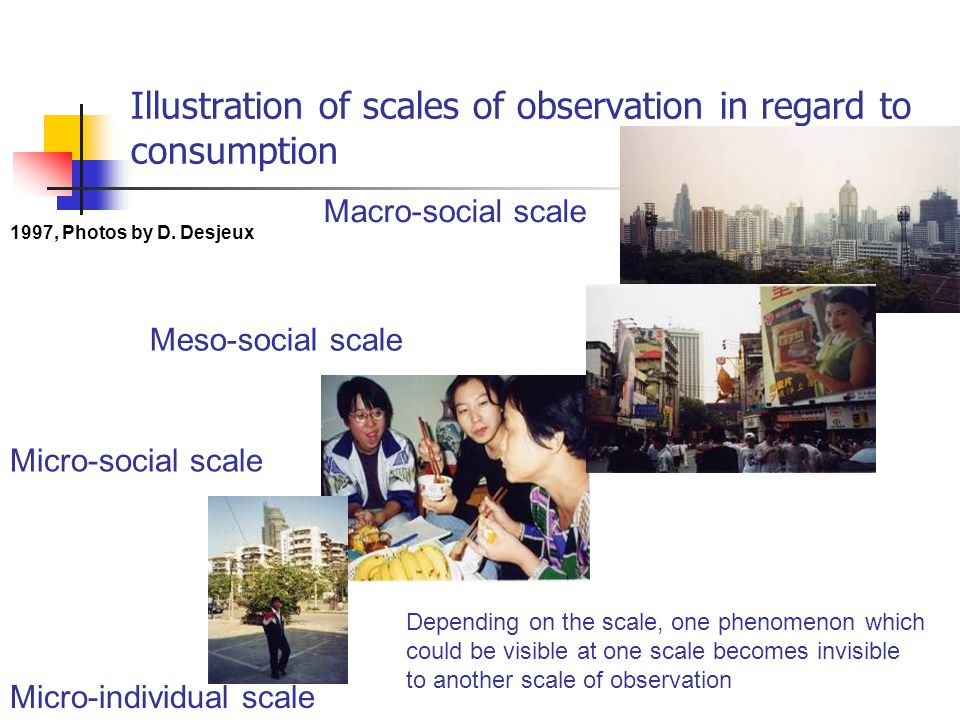 Illustration of scales of observation in regard to
consumption
Macro-social scale
1997, Photos by D. Desjeux
Meso-social scale
Micro-social scale
Depending on the scale, one phenomenon which
could be visible at one scale becomes invisible
to another scale of observation
Micro-individual scale